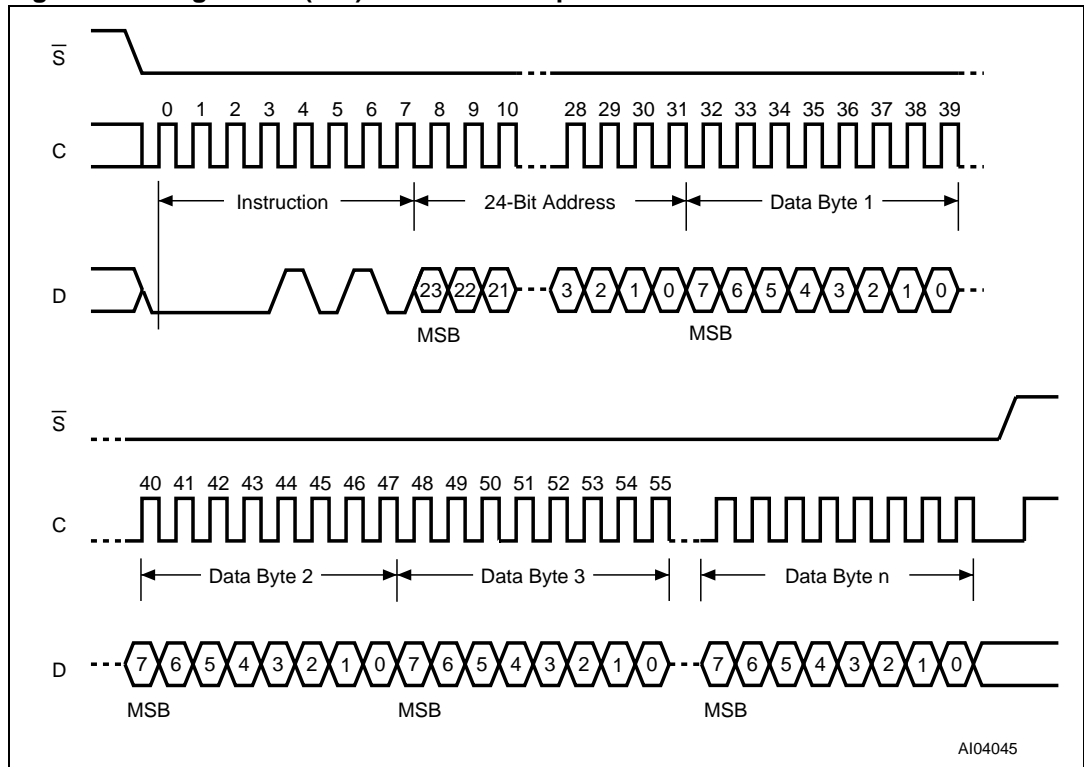 S
0 1 2 3 4 5 6 7 8 9 10 28 29 30 31 32 33 34 35 36 37 38 39
C
Instruction 24-Bit Address Data Byte 1
D 23 22 21 3 2 1 0 7 6 5 4 3 2 1 0
MSB MSB
S
40 41 42 43 44 45 46 47 48 49 50 51 52 53 54 55
C
Data Byte 2 Data Byte 3 Data Byte n
D 7 6 5 4 3 2 1 0 7 6 5 4 3 2 1 0 7 6 5 4 3 2 1 0
MSB MSB MSB
AI04045